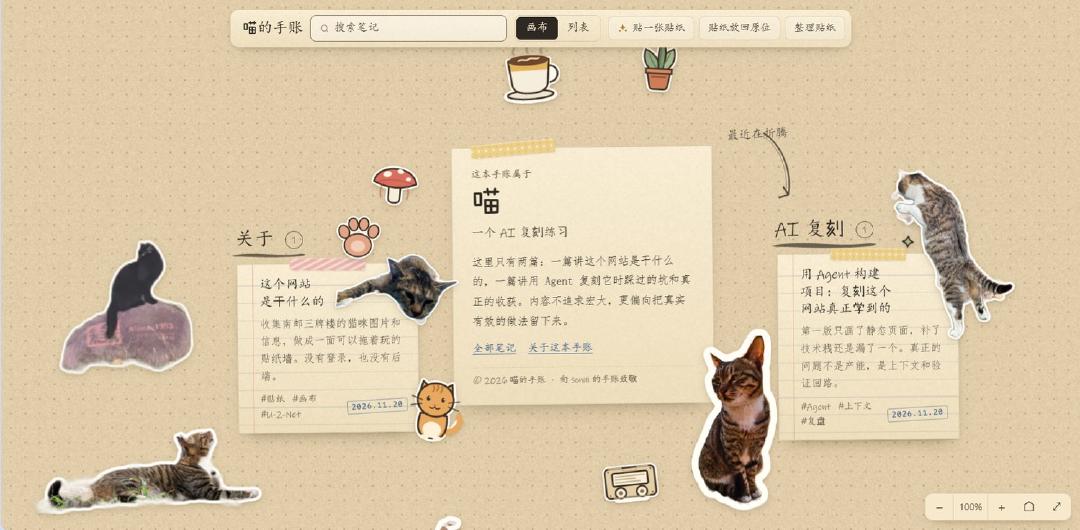 喵的手账
搜索笔记
画布
列表
贴一张贴纸
贴纸放回原位
整理贴纸
最近在折腾
这本手账属于
喵
一个 AI 复刻练习
这里只有两篇：一篇讲这个网站是干什么
的，一篇讲用 Agent 复刻它时踩过的坑和真
正的收获。内容不追求宏大，更偏向把真实
有效的做法留下来。
全部笔记 关于这本手账
© 2026 喵的手账 · 向 sonoli 的手账致敬
关于 1
这个网站
是干什么的
收集南邮三牌楼的猫咪图片和
信息，做成一面可以拖着玩的
贴纸墙。没有登录，也没有后
墙。
#贴纸 #画布
#U-2-Net
2026.11.20
AI 复刻 1
用 Agent 构建
项目：复刻这个
网站真正学到的
第一版只画了静态页面，补了
技术栈还是漏了一个。真正的
问题不是产能，是上下文和验
证回路。
#Agent #上下文
#复盘
2026.11.20
− 100% +